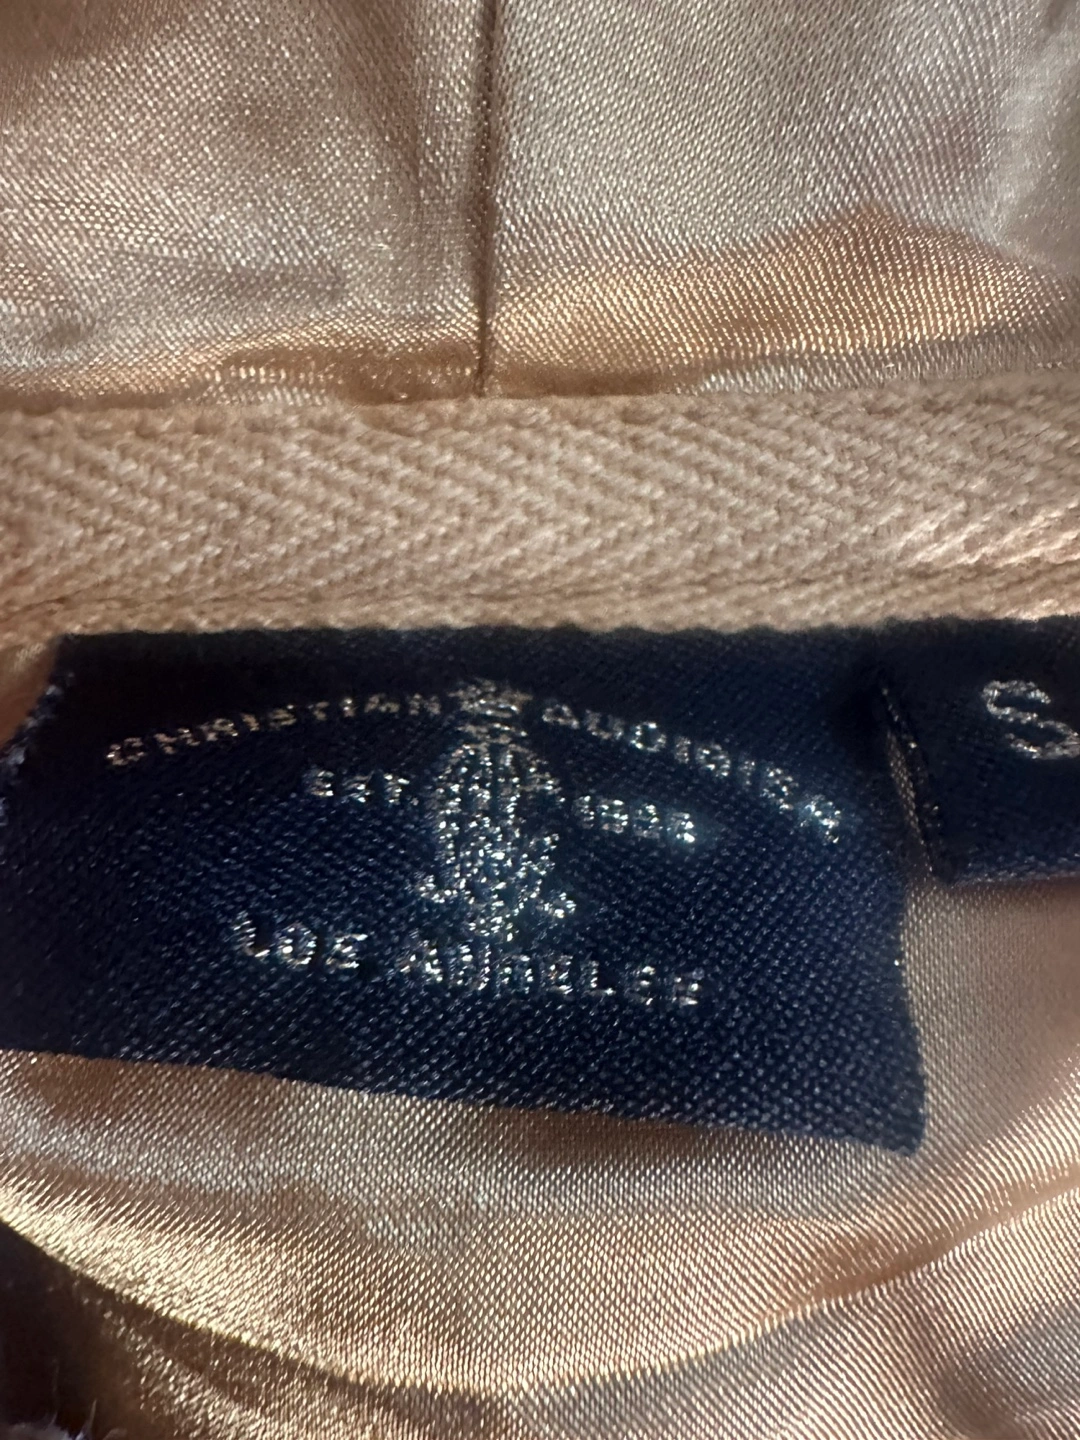 CHRISTIAN AUDIGIER
S
EST. 1958
LOS ANGELES